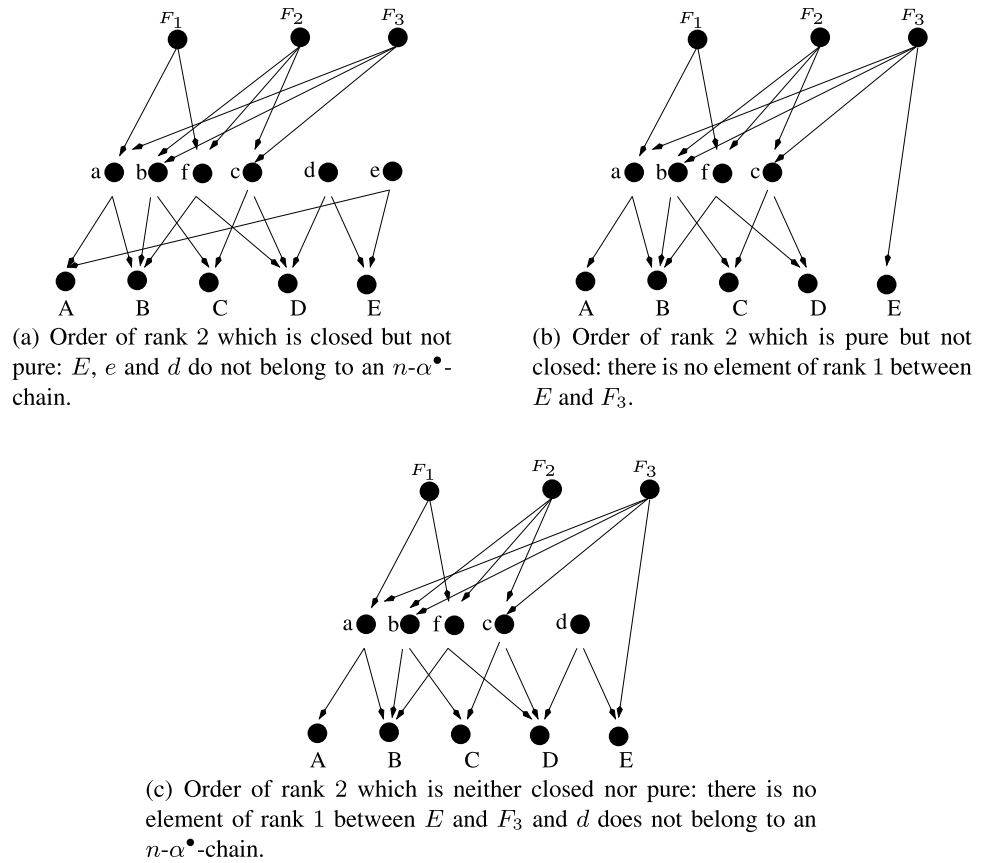 F₁ F₂ F₃ F₁ F₂ F₃
a b f c d e a b f c
A B C D E A B C D E
(a) Order of rank 2 which is closed but not
pure: E, e and d do not belong to an n-α•-
chain.
(b) Order of rank 2 which is pure but not
closed: there is no element of rank 1 between
E and F₃.
F₁ F₂ F₃
a b f c d
A B C D E
(c) Order of rank 2 which is neither closed nor pure: there is no
element of rank 1 between E and F₃ and d does not belong to an
n-α•-chain.